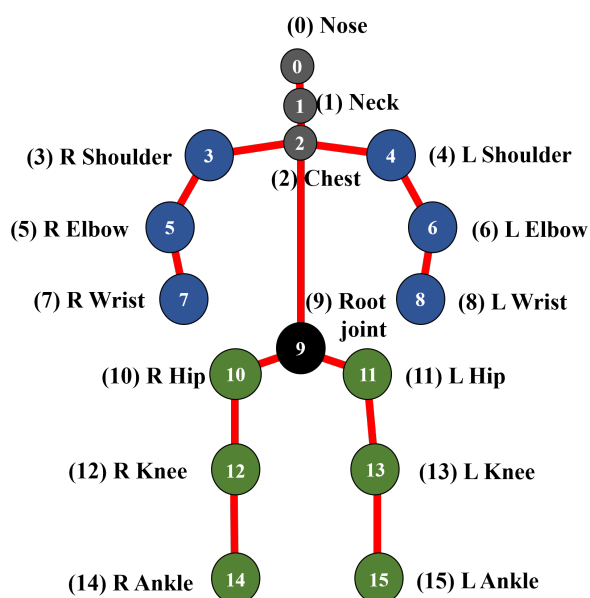 (0) Nose
0
1
(1) Neck
2
(3) R Shoulder
3
4
(4) L Shoulder
(2) Chest
(5) R Elbow
5
6
(6) L Elbow
(7) R Wrist
7
(9) Root
joint
8
(8) L Wrist
9
(10) R Hip
10
11
(11) L Hip
(12) R Knee
12
13
(13) L Knee
(14) R Ankle
14
15
(15) L Ankle